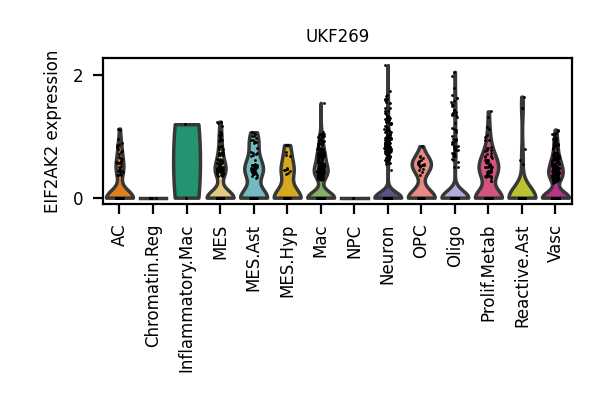 UKF269
EIF2AK2 expression
2
0
AC
Chromatin.Reg
Inflammatory.Mac
MES
MES.Ast
MES.Hyp
Mac
NPC
Neuron
OPC
Oligo
Prolif.Metab
Reactive.Ast
Vasc